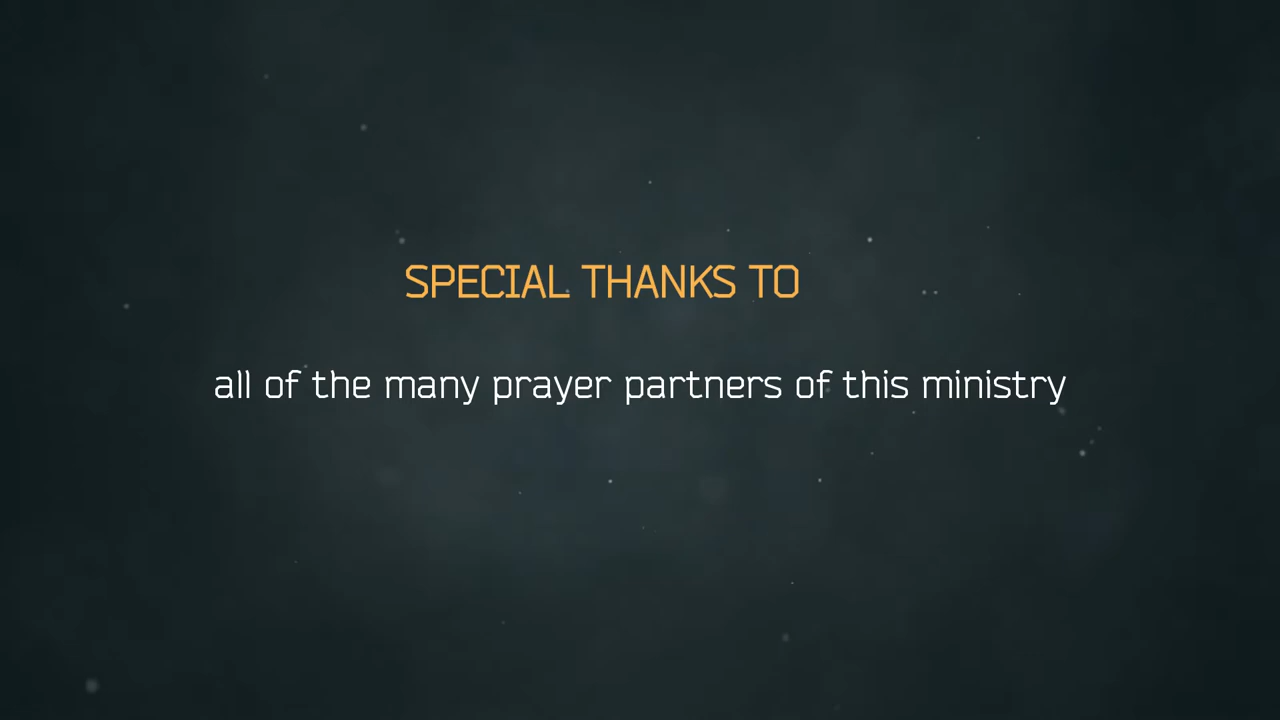 SPECIAL THANKS TO
all of the many prayer partners of this ministry